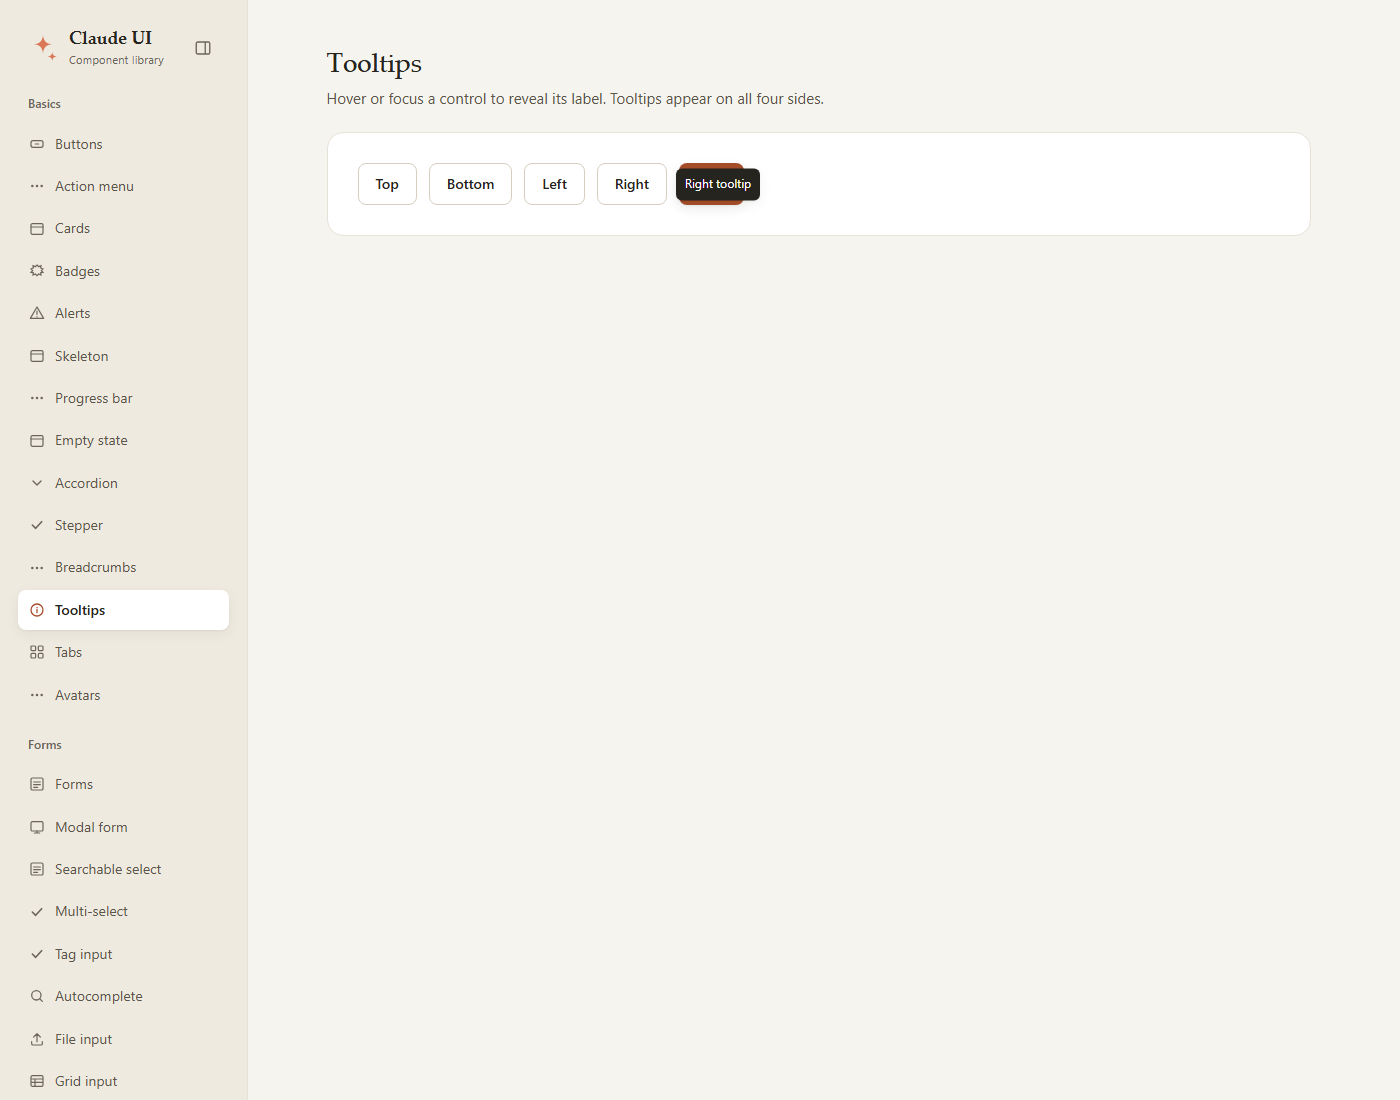 Claude UI
Component library
Basics
Buttons
Action menu
Cards
Badges
Alerts
Skeleton
Progress bar
Empty state
Accordion
Stepper
Breadcrumbs
Tooltips
Tabs
Avatars
Forms
Forms
Modal form
Searchable select
Multi-select
Tag input
Autocomplete
File input
Grid input
Tooltips
Hover or focus a control to reveal its label. Tooltips appear on all four sides.
Top
Bottom
Left
Right
Right tooltip